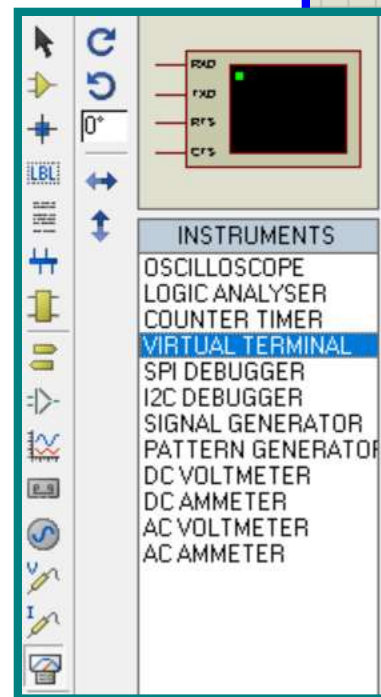 RXD
TXD
RTS
CTS
0°
LBL
INSTRUMENTS
OSCILLOSCOPE
LOGIC ANALYSER
COUNTER TIMER
VIRTUAL TERMINAL
SPI DEBUGGER
I2C DEBUGGER
SIGNAL GENERATOR
PATTERN GENERATOR
DC VOLTMETER
DC AMMETER
AC VOLTMETER
AC AMMETER
V
I